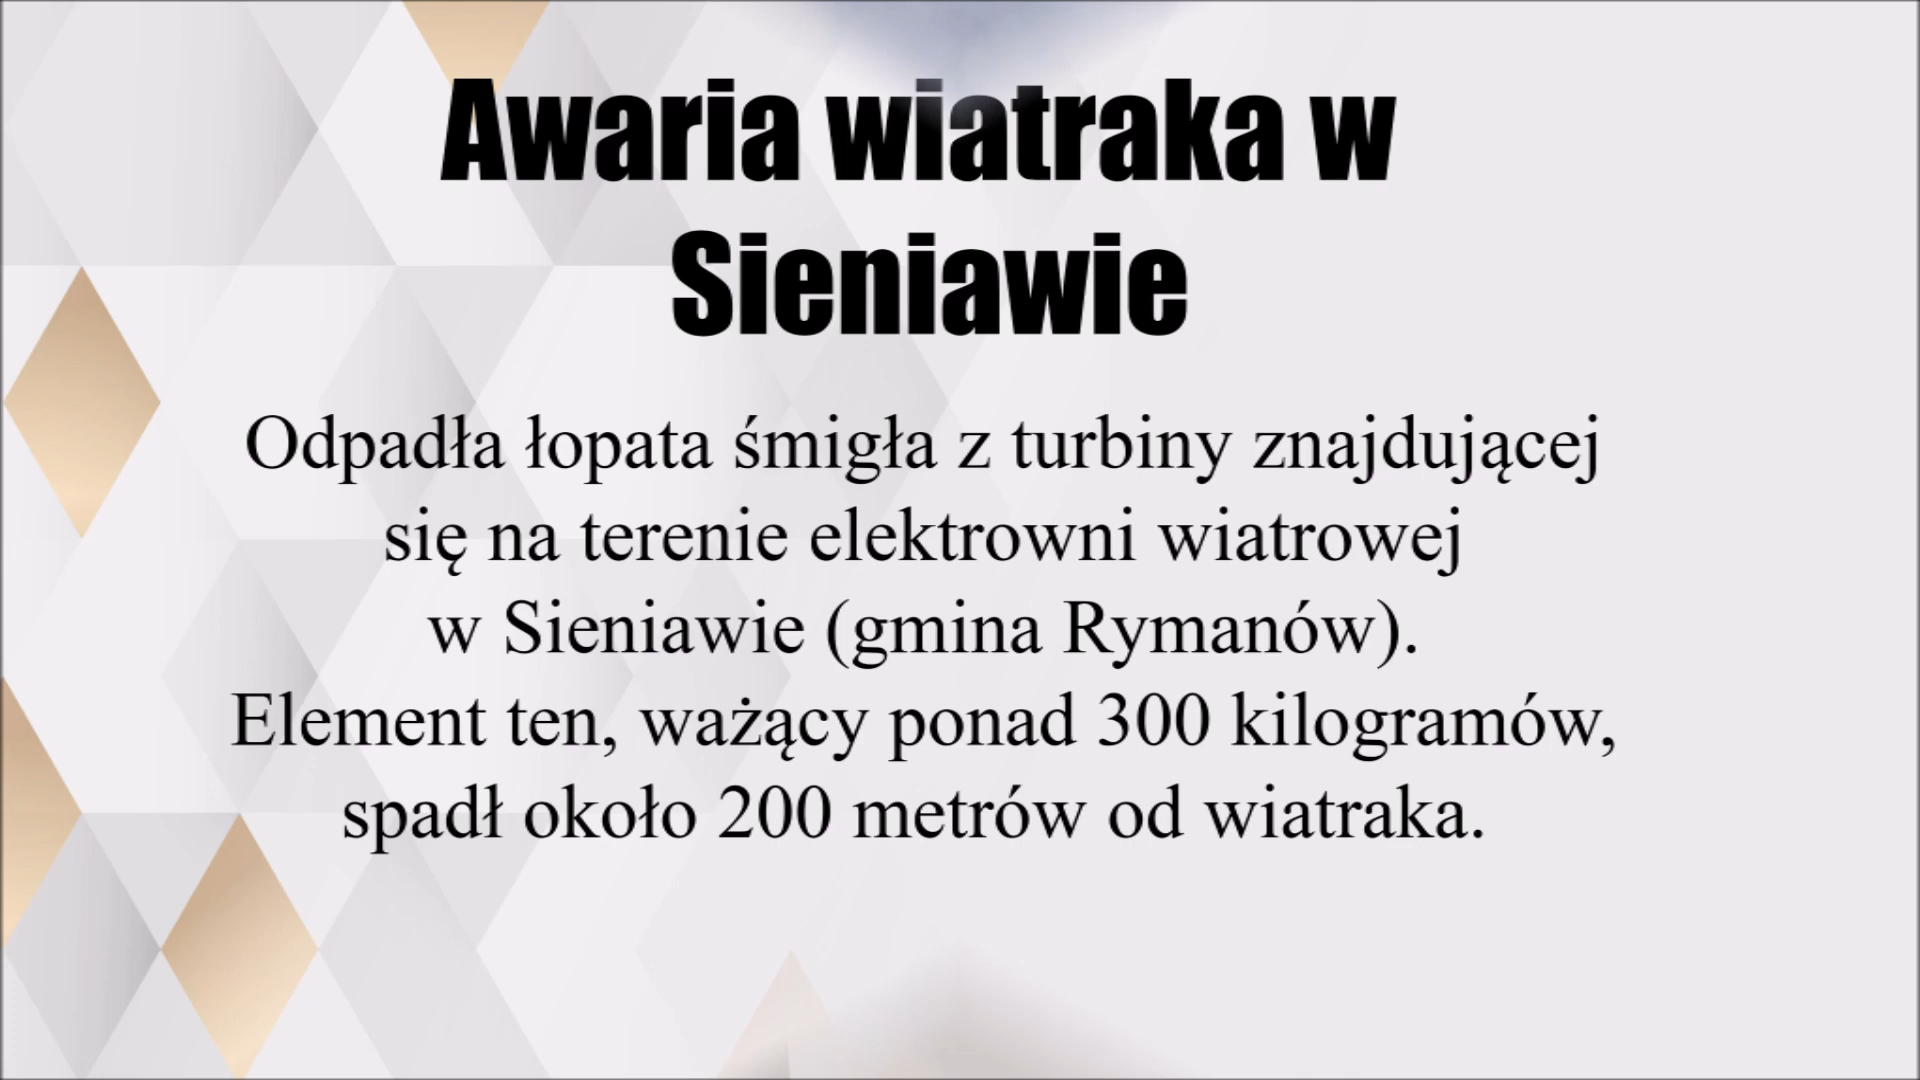 Awaria wiatraka w
Sieniawie
Odpadła łopata śmigła z turbiny znajdującej
się na terenie elektrowni wiatrowej
w Sieniawie (gmina Rymanów).
Element ten, ważący ponad 300 kilogramów,
spadł około 200 metrów od wiatraka.